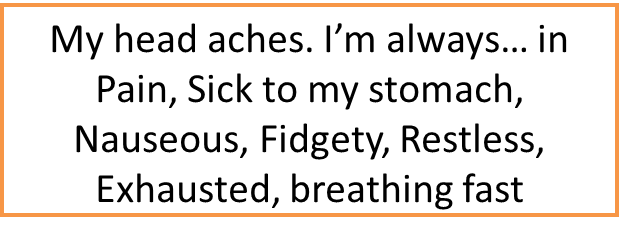 My head aches. I’m always… in
Pain, Sick to my stomach,
Nauseous, Fidgety, Restless,
Exhausted, breathing fast